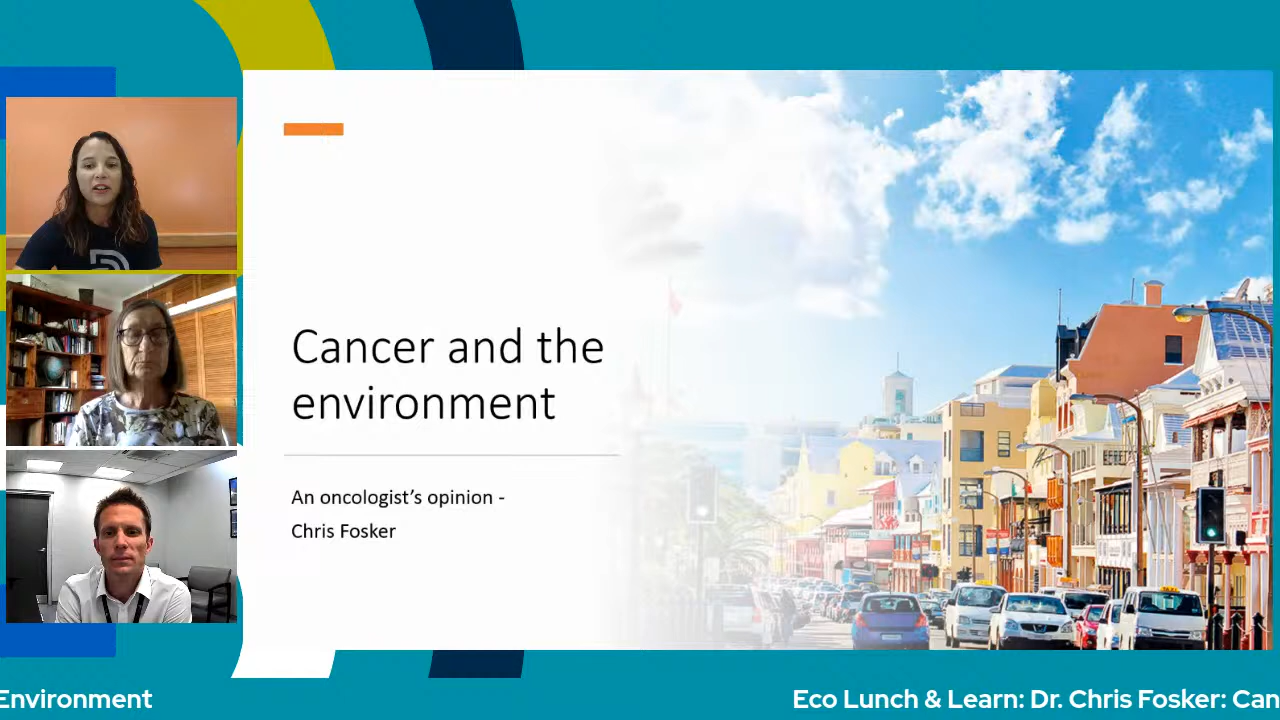 Cancer and the
environment
An oncologist's opinion -
Chris Fosker
Environment
Eco Lunch & Learn: Dr. Chris Fosker: Can